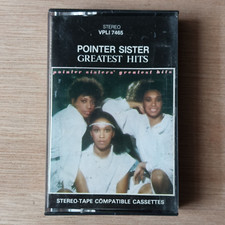 STEREO
VPLI 7465
POINTER SISTER
GREATEST HITS
pointer sisters' greatest hits
STEREO-TAPE COMPATIBLE CASSETTES